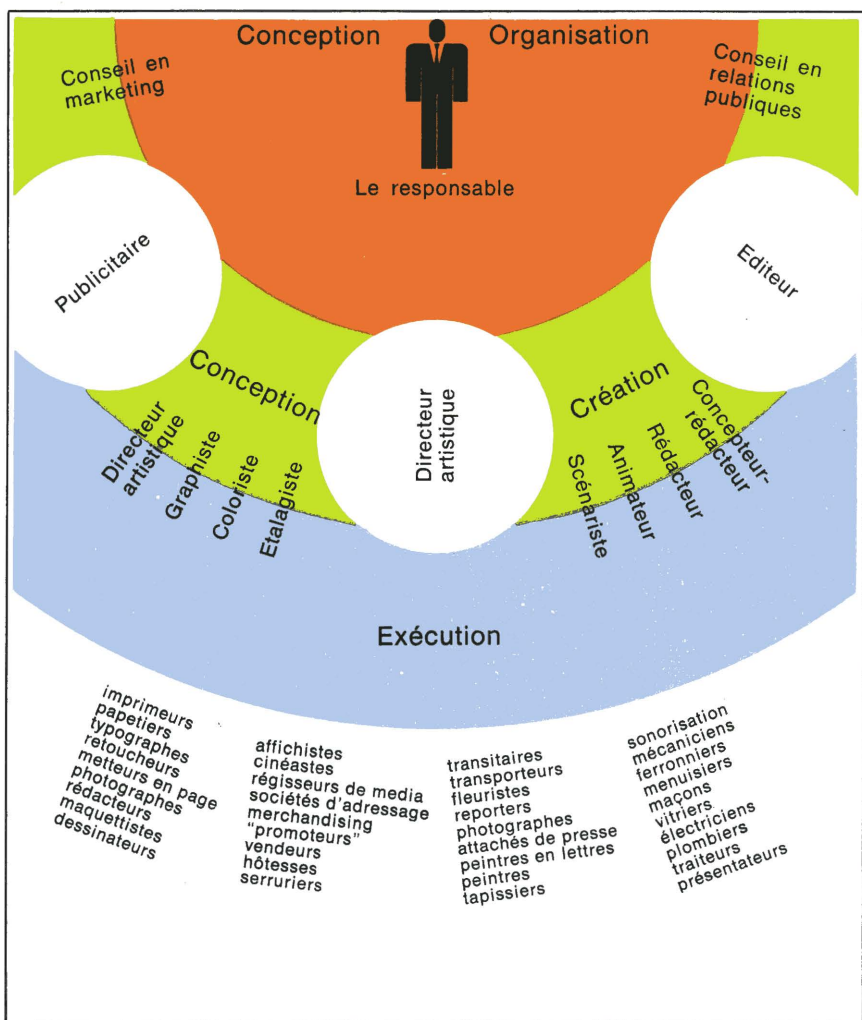 Conception
Organisation
Conseil en
marketing
Conseil en
relations
publiques
Le responsable
Publicitaire
Editeur
Conception
Directeur
artistique
Création
Directeur
artistique
Graphiste
Coloriste
Etalagiste
Scénariste
Animateur
Rédacteur
Concepteur-
rédacteur
Exécution
imprimeurs
papetiers
typographes
retoucheurs
metteurs en page
photographes
rédacteurs
maquettistes
dessinateurs
affichistes
cinéastes
régisseurs de media
sociétés d'adressage
merchandising
"promoteurs"
vendeurs
hôtesses
serruriers
transitaires
transporteurs
fleuristes
reporters
photographes
attachés de presse
peintres en lettres
peintres
tapissiers
sonorisation
mécaniciens
ferronniers
menuisiers
maçons
vitriers
électriciens
plombiers
traiteurs
présentateurs